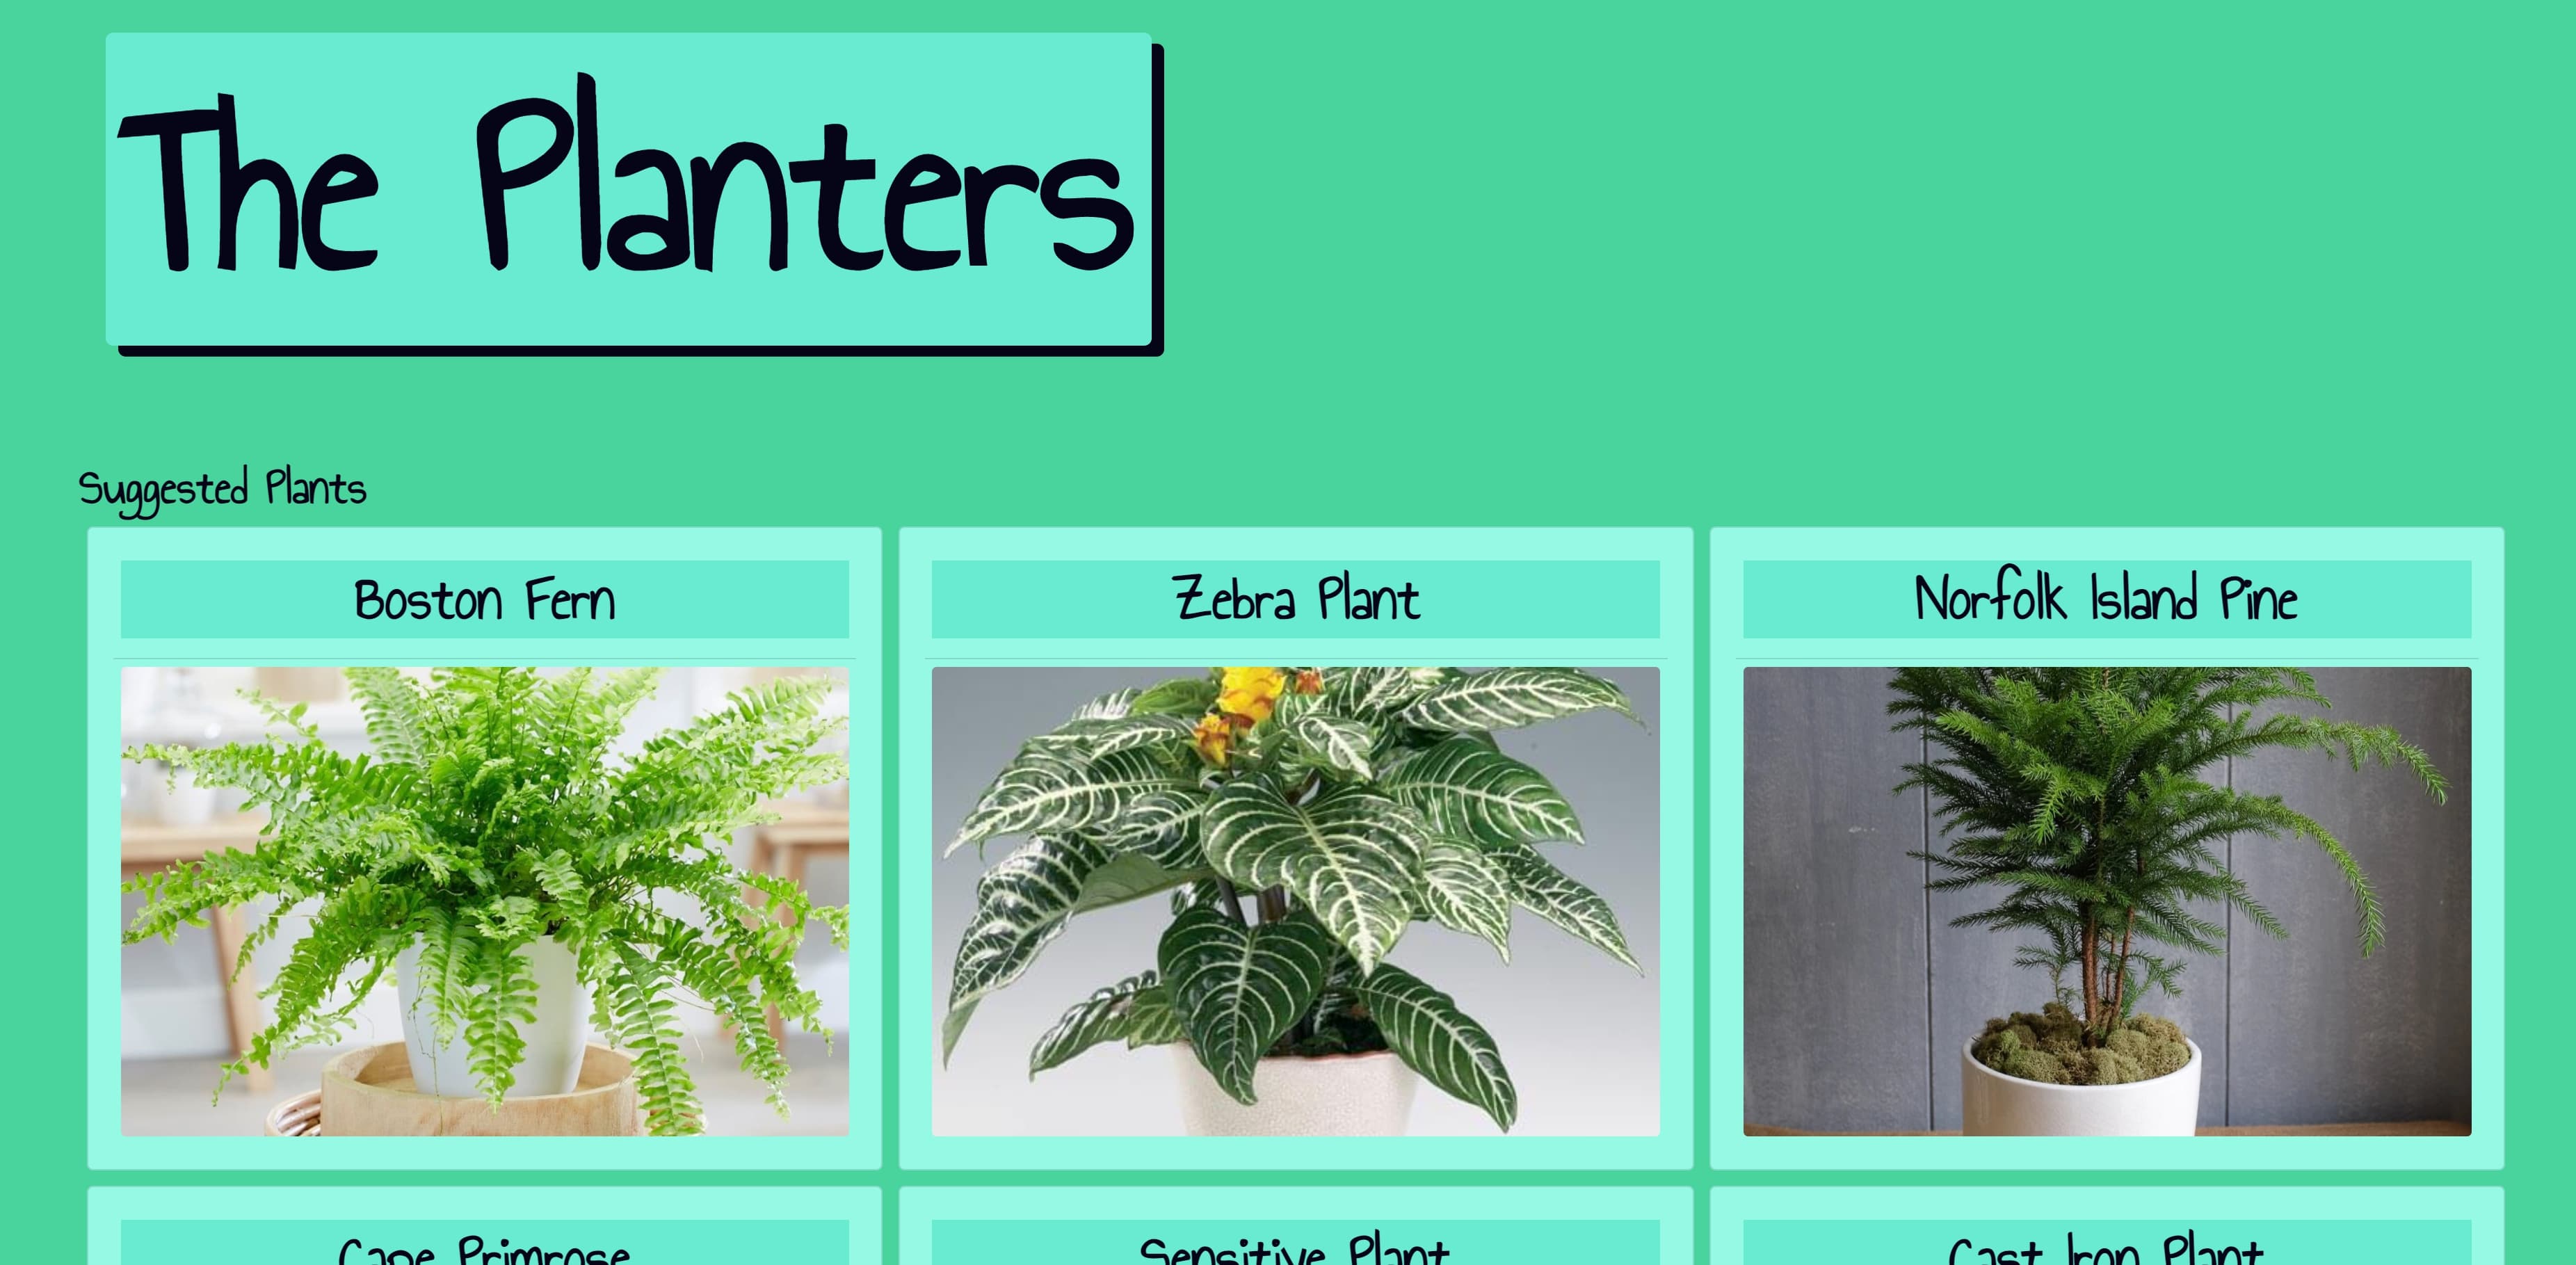 The Planters
Suggested Plants
Boston Fern
Zebra Plant
Norfolk Island Pine
Cape Primrose
Sensitive Plant
Cast Iron Plant